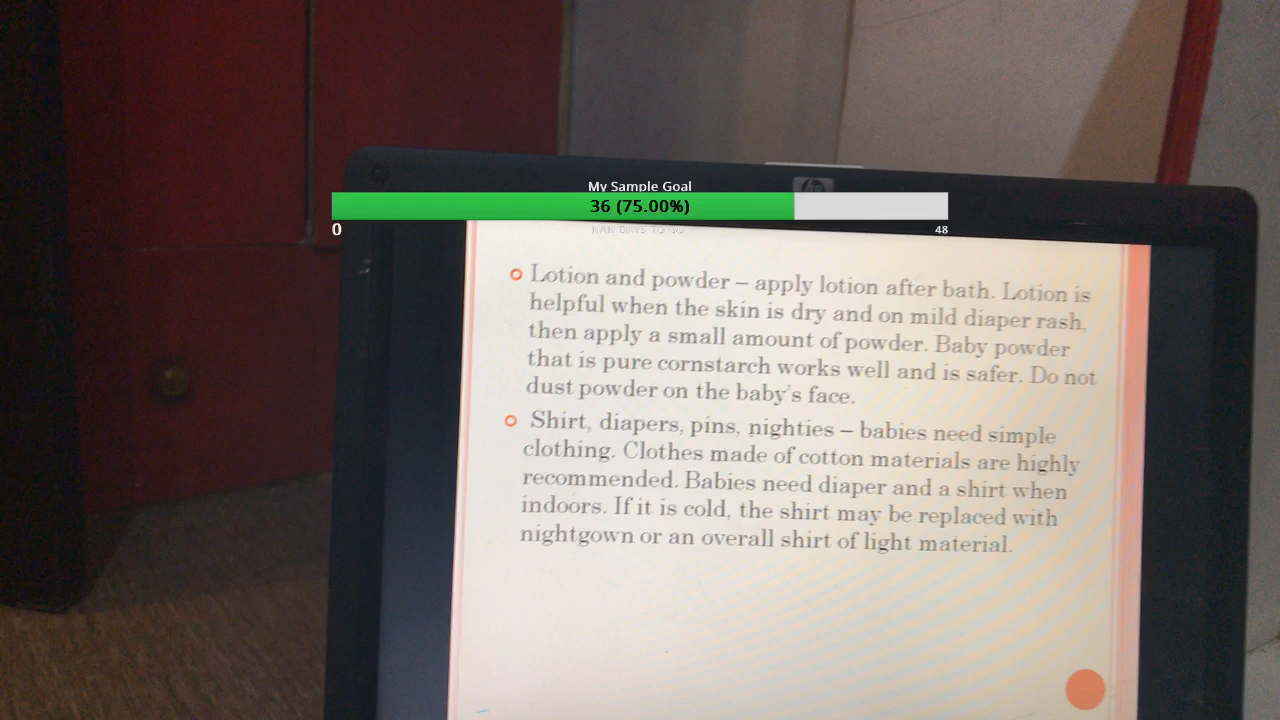 My Sample Goal
36 (75.00%)
0
48
Lotion and powder – apply lotion after bath. Lotion is
helpful when the skin is dry and on mild diaper rash,
then apply a small amount of powder. Baby powder
that is pure cornstarch works well and is safer. Do not
dust powder on the baby's face.
Shirt, diapers, pins, nighties – babies need simple
clothing. Clothes made of cotton materials are highly
recommended. Babies need diaper and a shirt when
indoors. If it is cold, the shirt may be replaced with
nightgown or an overall shirt of light material.